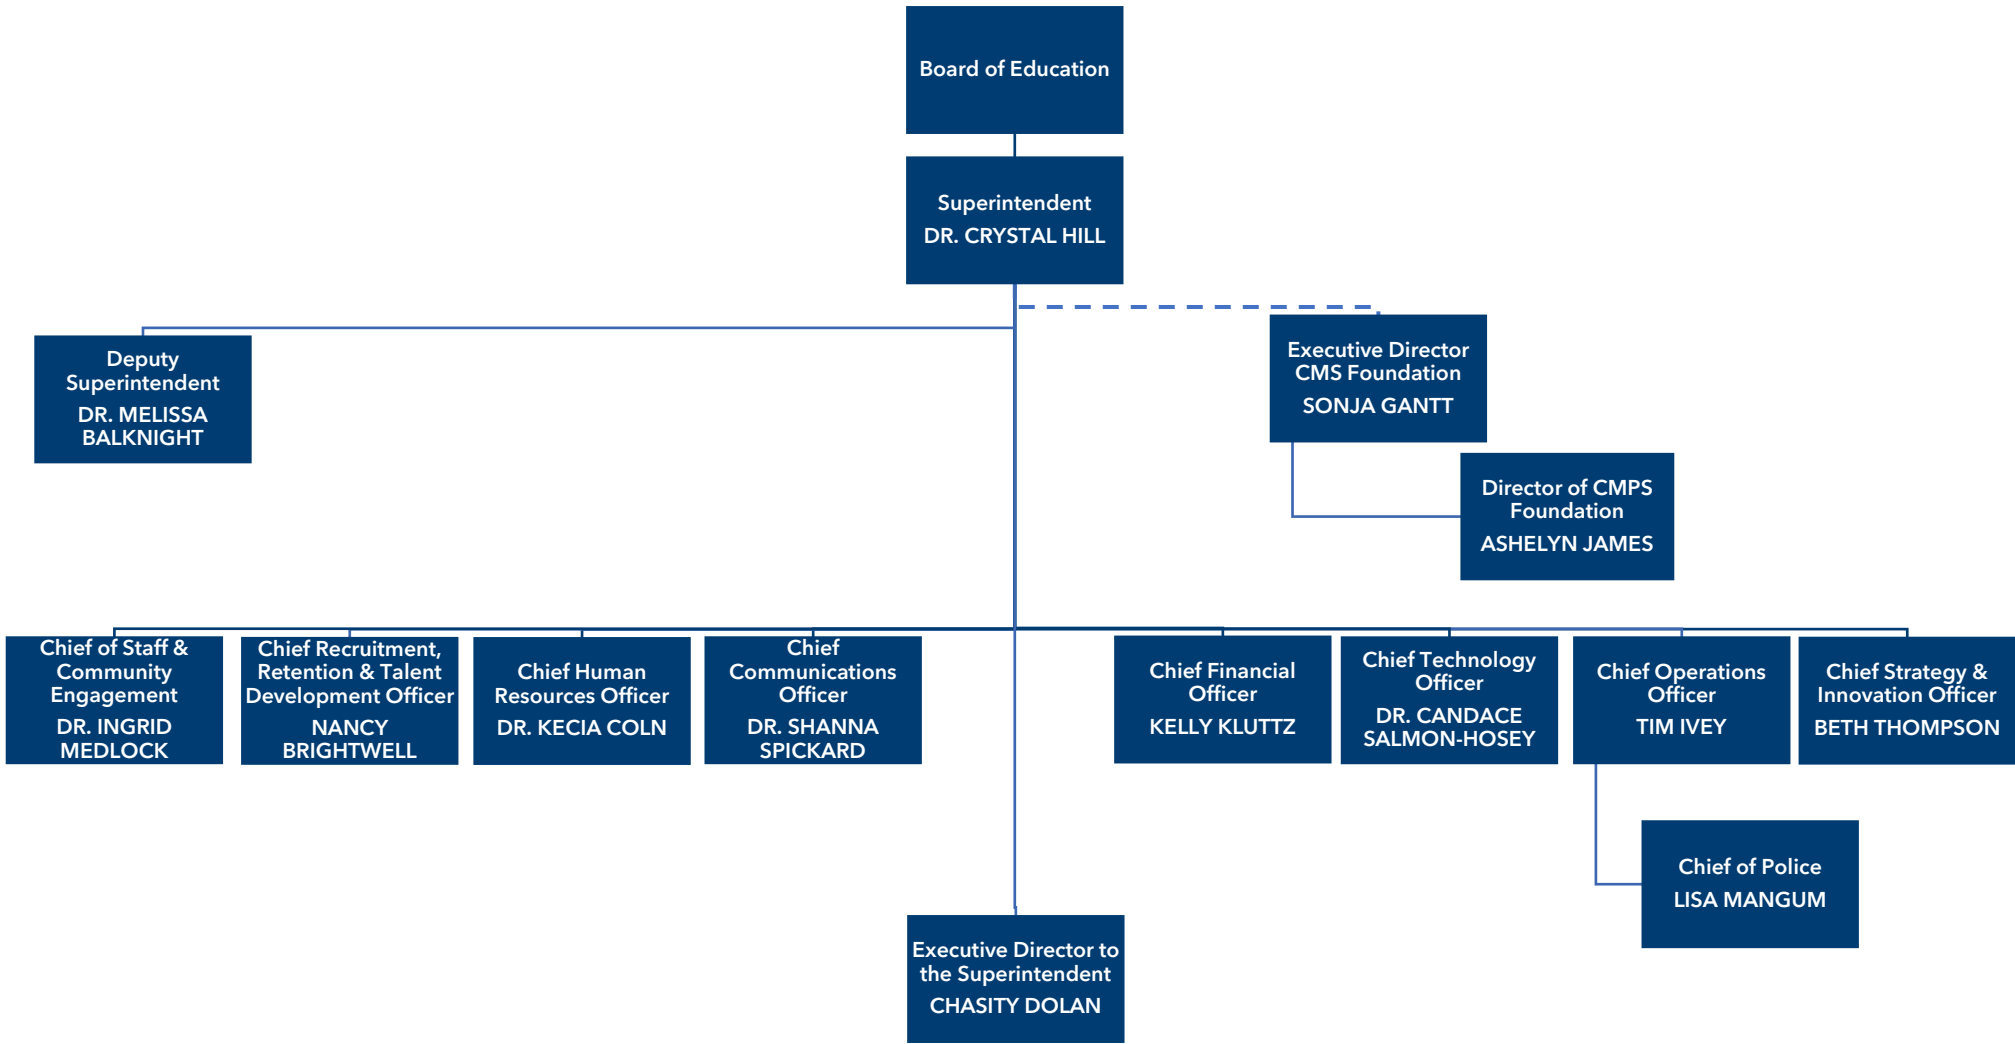 Board of Education
Superintendent
DR. CRYSTAL HILL
Deputy
Superintendent
DR. MELISSA
BALKNIGHT
Executive Director
CMS Foundation
SONJA GANTT
Director of CMPS
Foundation
ASHELYN JAMES
Chief of Staff &
Community
Engagement
DR. INGRID
MEDLOCK
Chief Recruitment,
Retention & Talent
Development Officer
NANCY
BRIGHTWELL
Chief Human
Resources Officer
DR. KECIA COLN
Chief
Communications
Officer
DR. SHANNA
SPICKARD
Chief Financial
Officer
KELLY KLUTTZ
Chief Technology
Officer
DR. CANDACE
SALMON-HOSEY
Chief Operations
Officer
TIM IVEY
Chief Strategy &
Innovation Officer
BETH THOMPSON
Chief of Police
LISA MANGUM
Executive Director to
the Superintendent
CHASITY DOLAN